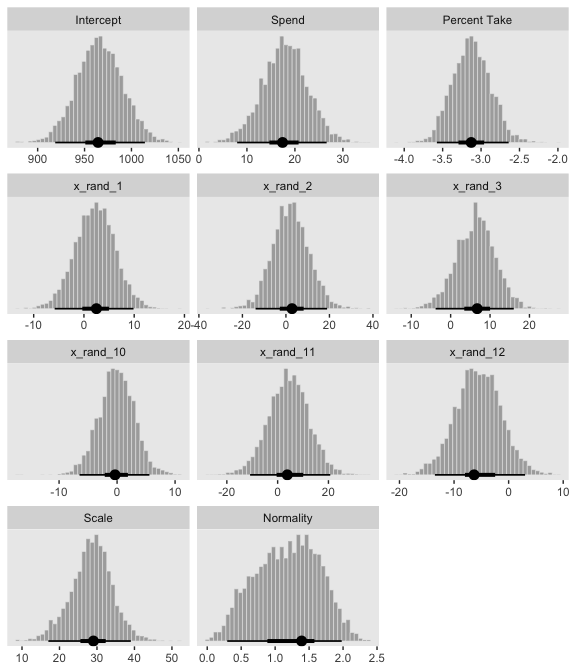 Intercept Spend Percent Take
900 950 1000 1050 0 10 20 30 -4.0 -3.5 -3.0 -2.5 -2.0
x_rand_1 x_rand_2 x_rand_3
-10 0 10 20 -40 -20 0 20 40 -10 0 10 20
x_rand_10 x_rand_11 x_rand_12
-10 0 10 -20 0 20 -20 -10 0 10
Scale Normality
10 20 30 40 50 0.0 0.5 1.0 1.5 2.0 2.5